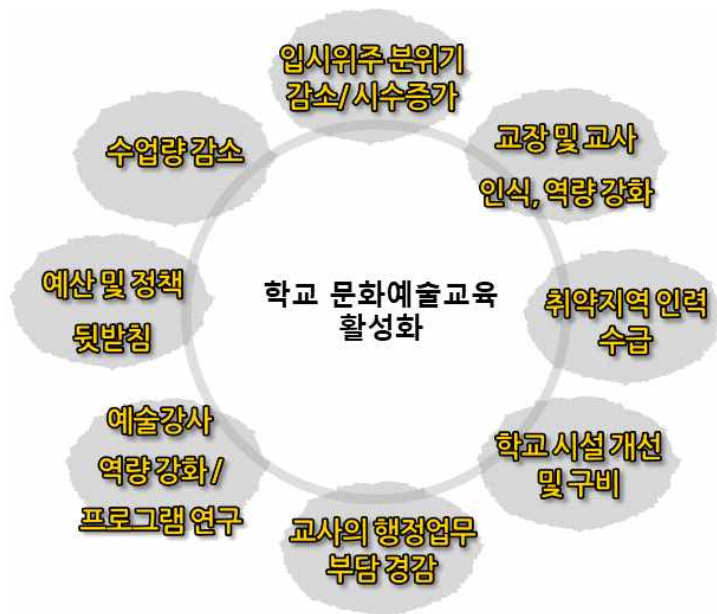 입시위주 분위기
감소/ 시수증가
교장 및 교사
인식, 역량 강화
취약지역 인력
수급
학교 시설 개선
및 구비
교사의 행정업무
부담 경감
예술강사
역량 강화 /
프로그램 연구
예산 및 정책
뒷받침
수업량 감소
학교 문화예술교육
활성화